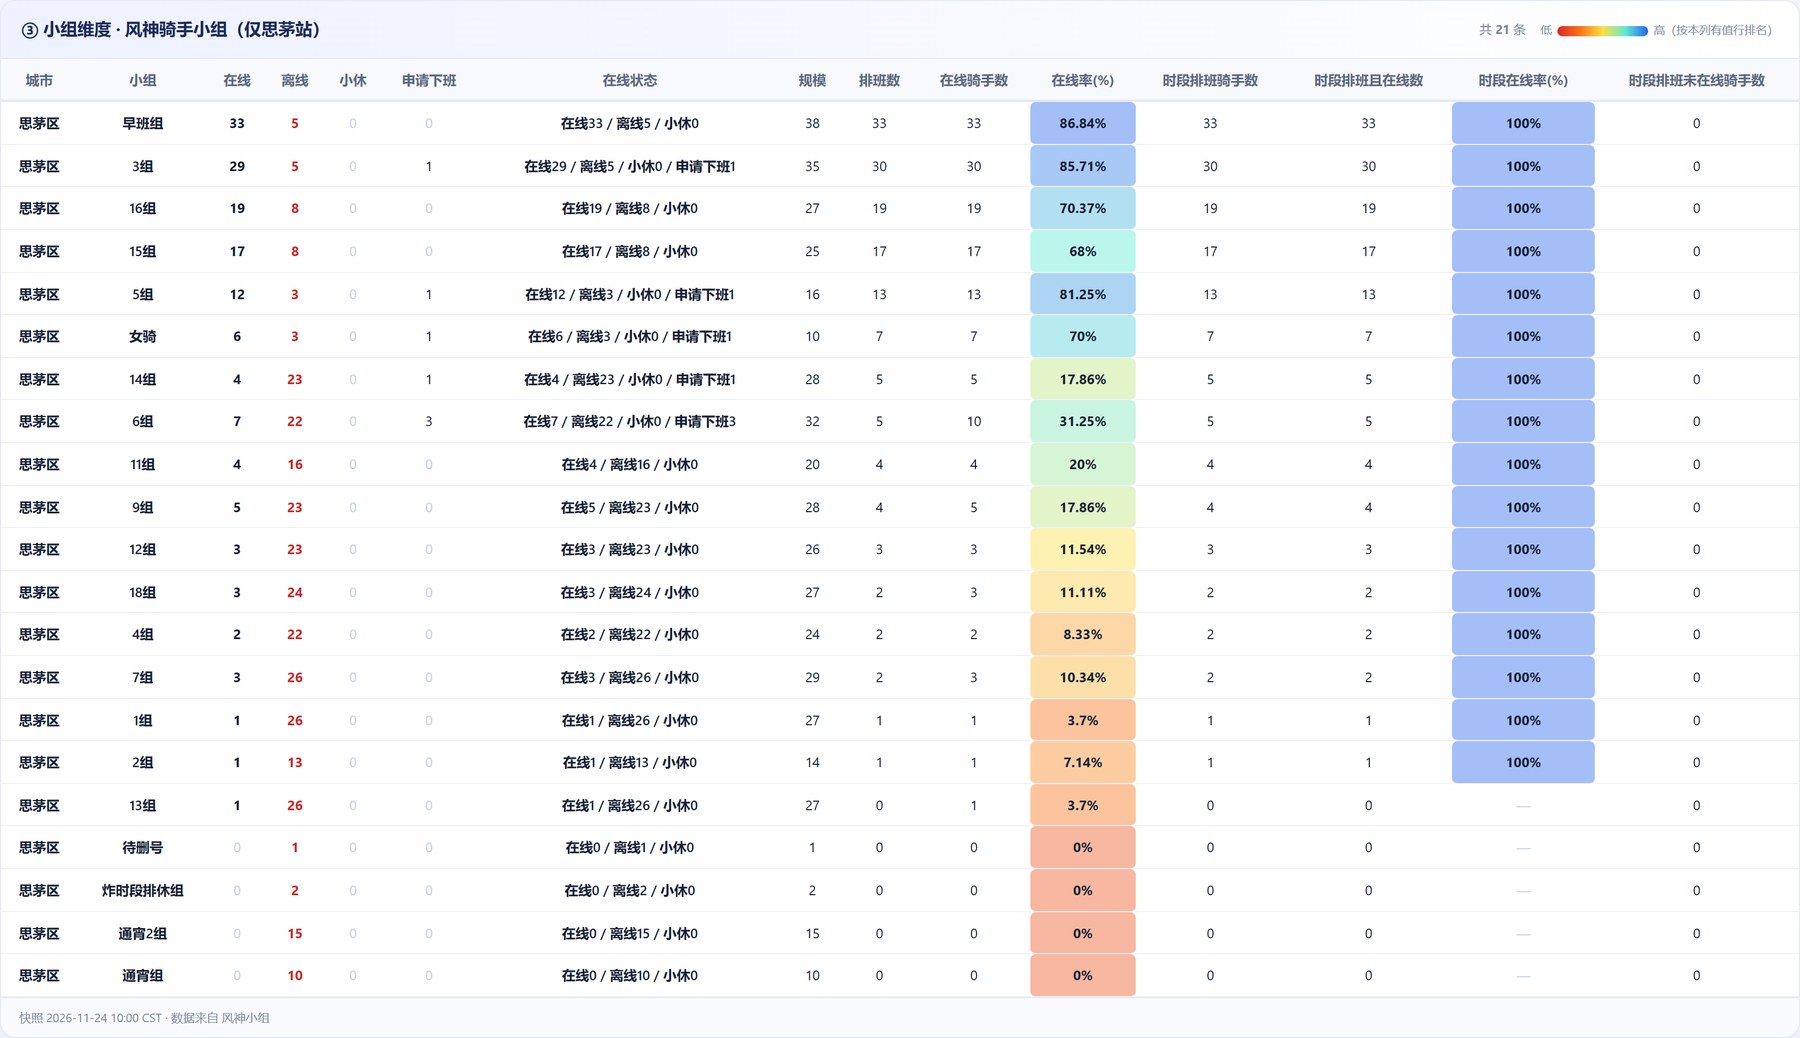 ③ 小组维度 · 风神骑手小组（仅思茅站）
共 21 条 低 高（按本列有值行排名）
城市 小组 在线 离线 小休 申请下班 在线状态 规模 排班数 在线骑手数 在线率(%) 时段排班骑手数 时段排班且在线数 时段在线率(%) 时段排班未在线骑手数
思茅区 早班组 33 5 0 0 在线33 / 离线5 / 小休0 38 33 33 86.84% 33 33 100% 0
思茅区 3组 29 5 0 1 在线29 / 离线5 / 小休0 / 申请下班1 35 30 30 85.71% 30 30 100% 0
思茅区 16组 19 8 0 0 在线19 / 离线8 / 小休0 27 19 19 70.37% 19 19 100% 0
思茅区 15组 17 8 0 0 在线17 / 离线8 / 小休0 25 17 17 68% 17 17 100% 0
思茅区 5组 12 3 0 1 在线12 / 离线3 / 小休0 / 申请下班1 16 13 13 81.25% 13 13 100% 0
思茅区 女骑 6 3 0 1 在线6 / 离线3 / 小休0 / 申请下班1 10 7 7 70% 7 7 100% 0
思茅区 14组 4 23 0 1 在线4 / 离线23 / 小休0 / 申请下班1 28 5 5 17.86% 5 5 100% 0
思茅区 6组 7 22 0 3 在线7 / 离线22 / 小休0 / 申请下班3 32 5 10 31.25% 5 5 100% 0
思茅区 11组 4 16 0 0 在线4 / 离线16 / 小休0 20 4 4 20% 4 4 100% 0
思茅区 9组 5 23 0 0 在线5 / 离线23 / 小休0 28 4 5 17.86% 4 4 100% 0
思茅区 12组 3 23 0 0 在线3 / 离线23 / 小休0 26 3 3 11.54% 3 3 100% 0
思茅区 18组 3 24 0 0 在线3 / 离线24 / 小休0 27 2 3 11.11% 2 2 100% 0
思茅区 4组 2 22 0 0 在线2 / 离线22 / 小休0 24 2 2 8.33% 2 2 100% 0
思茅区 7组 3 26 0 0 在线3 / 离线26 / 小休0 29 2 3 10.34% 2 2 100% 0
思茅区 1组 1 26 0 0 在线1 / 离线26 / 小休0 27 1 1 3.7% 1 1 100% 0
思茅区 2组 1 13 0 0 在线1 / 离线13 / 小休0 14 1 1 7.14% 1 1 100% 0
思茅区 13组 1 26 0 0 在线1 / 离线26 / 小休0 27 0 1 3.7% 0 0 — 0
思茅区 待删号 0 1 0 0 在线0 / 离线1 / 小休0 1 0 0 0% 0 0 — 0
思茅区 炸时段排休组 0 2 0 0 在线0 / 离线2 / 小休0 2 0 0 0% 0 0 — 0
思茅区 通宵2组 0 15 0 0 在线0 / 离线15 / 小休0 15 0 0 0% 0 0 — 0
思茅区 通宵组 0 10 0 0 在线0 / 离线10 / 小休0 10 0 0 0% 0 0 — 0
快照 2026-11-24 10:00 CST · 数据来自 风神小组